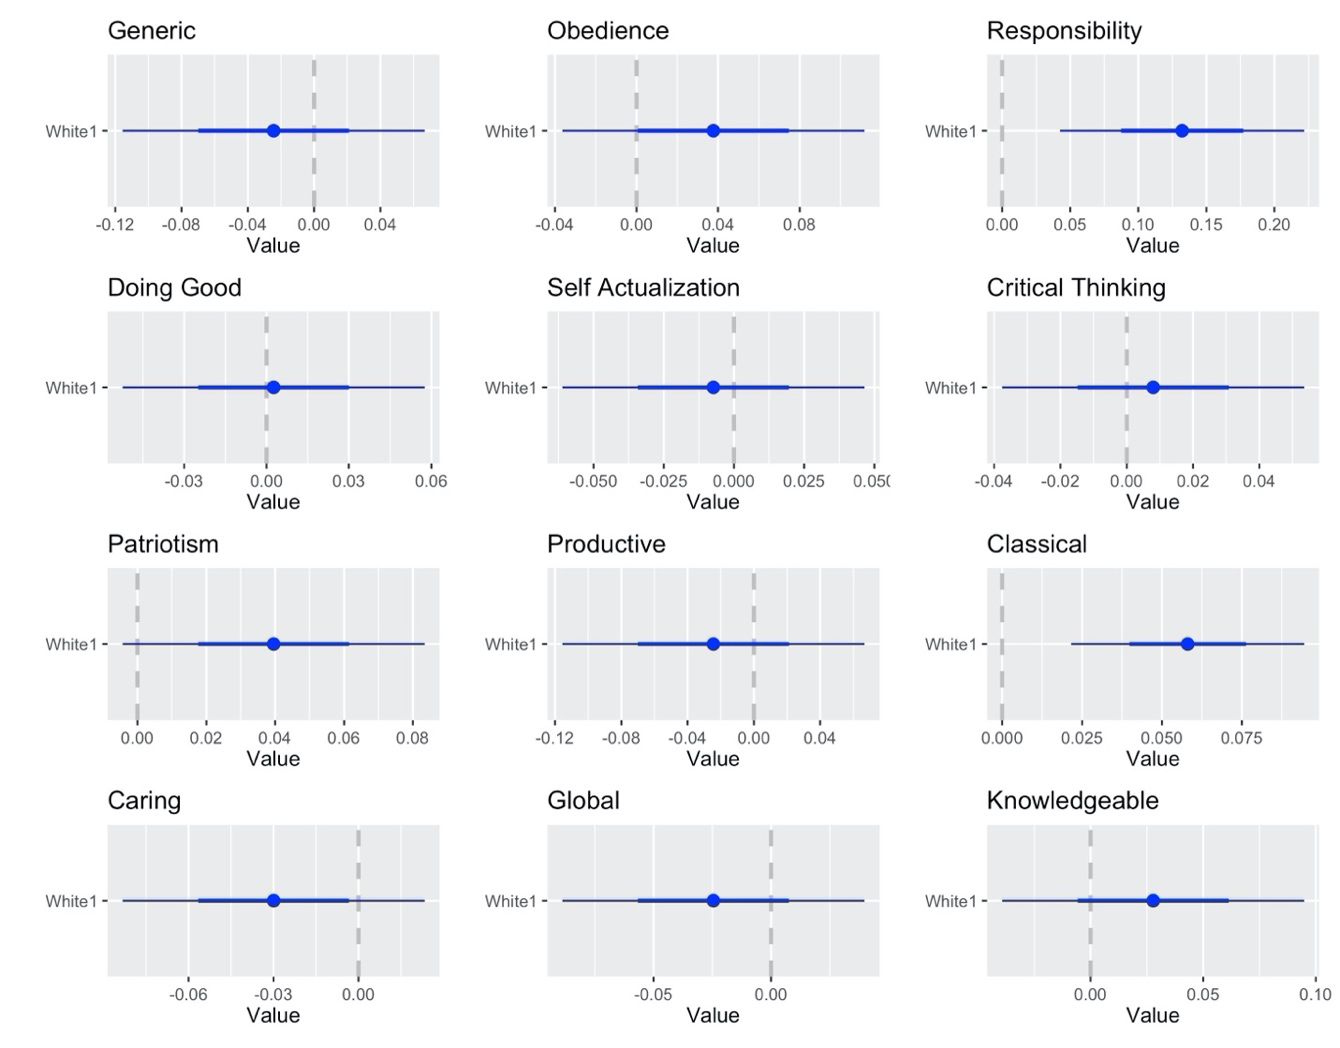 Generic Obedience Responsibility
White1 White1 White1
-0.12 -0.08 -0.04 0.00 0.04 -0.04 0.00 0.04 0.08 0.00 0.05 0.10 0.15 0.20
Value Value Value
Doing Good Self Actualization Critical Thinking
White1 White1 White1
-0.03 0.00 0.03 0.06 -0.050 -0.025 0.000 0.025 0.050 -0.04 -0.02 0.00 0.02 0.04
Value Value Value
Patriotism Productive Classical
White1 White1 White1
0.00 0.02 0.04 0.06 0.08 -0.12 -0.08 -0.04 0.00 0.04 0.000 0.025 0.050 0.075
Value Value Value
Caring Global Knowledgeable
White1 White1 White1
-0.06 -0.03 0.00 -0.05 0.00 0.00 0.05 0.10
Value Value Value